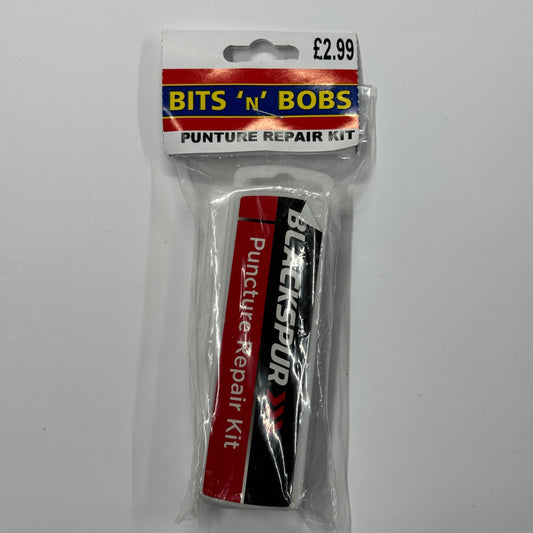 £2.99
BITS 'N' BOBS
PUNTURE REPAIR KIT
BLACKSPUR
Puncture Repair Kit